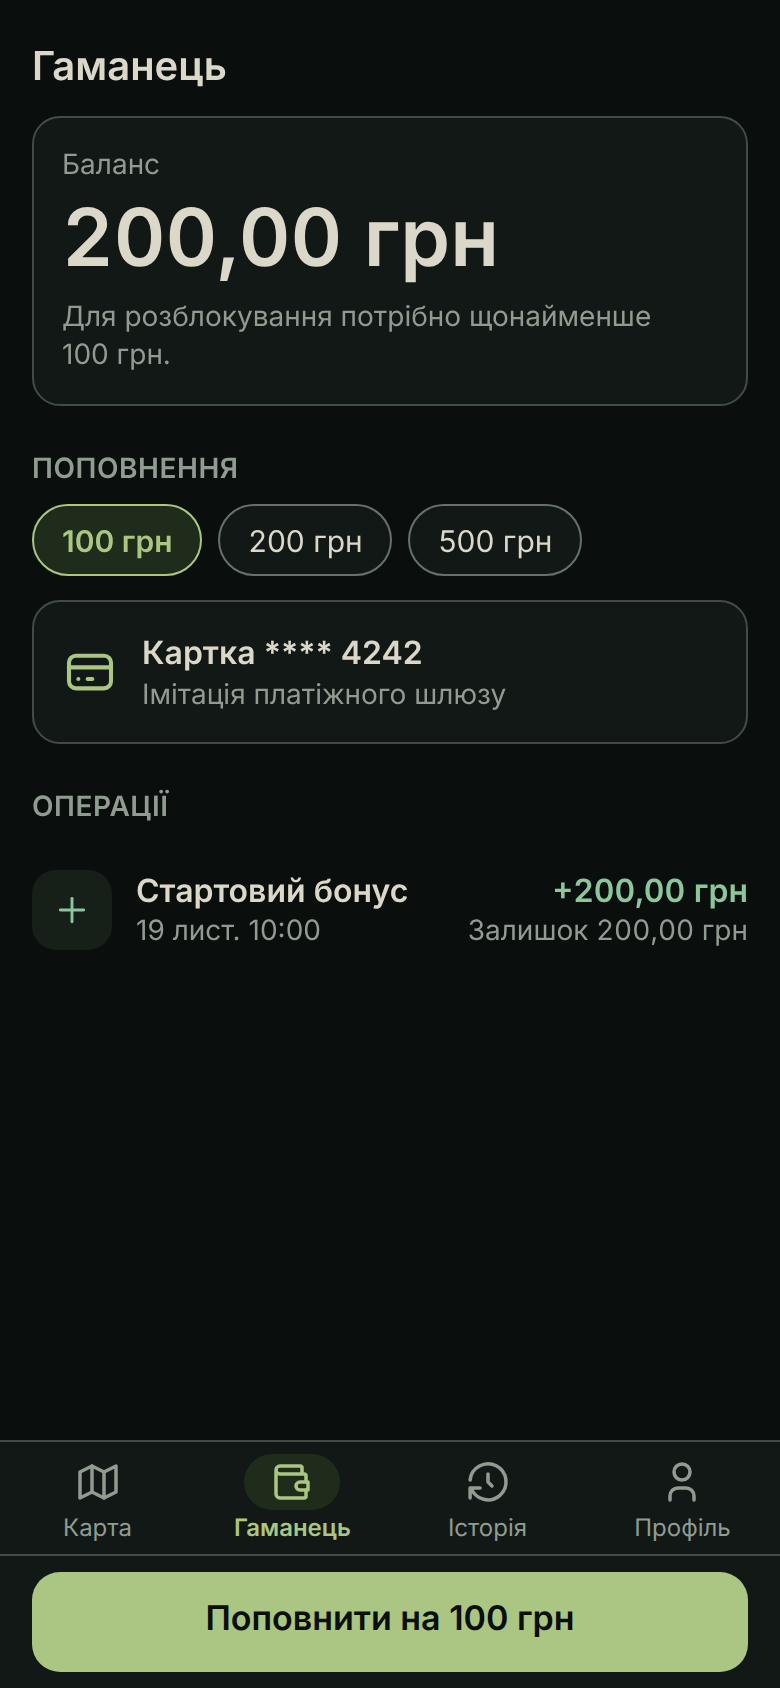 Гаманець
Баланс
200,00 грн
Для розблокування потрібно щонайменше
100 грн.
ПОПОВНЕННЯ
100 грн
200 грн
500 грн
Картка **** 4242
Імітація платіжного шлюзу
ОПЕРАЦІЇ
Стартовий бонус
+200,00 грн
19 лист. 10:00
Залишок 200,00 грн
Карта
Гаманець
Історія
Профіль
Поповнити на 100 грн